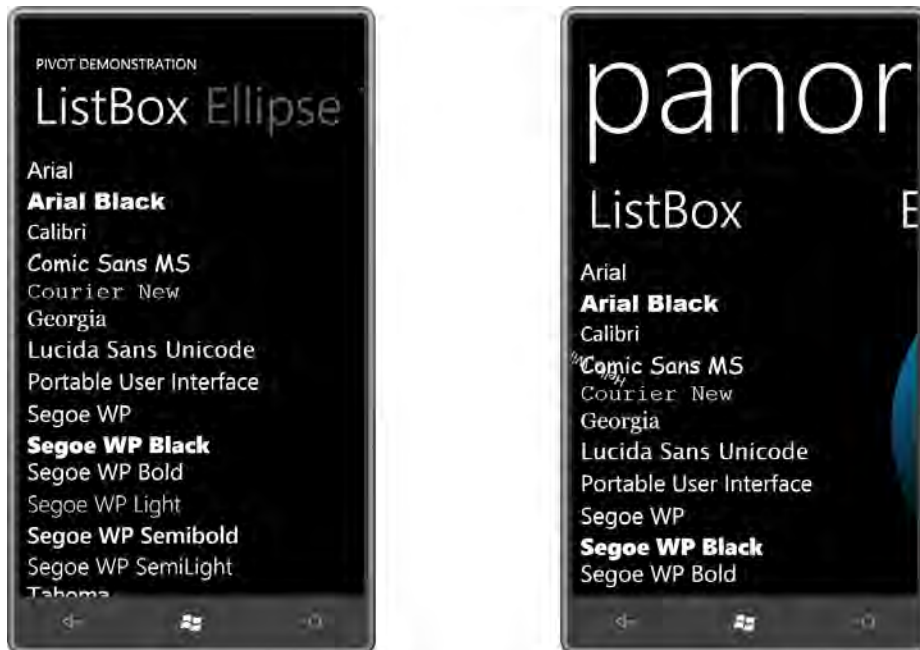 PIVOT DEMONSTRATION
ListBox Ellipse
Arial
Arial Black
Calibri
Comic Sans MS
Courier New
Georgia
Lucida Sans Unicode
Portable User Interface
Segoe WP
Segoe WP Black
Segoe WP Bold
Segoe WP Light
Segoe WP Semibold
Segoe WP SemiLight
Tahoma
panor
ListBox E
Arial
Arial Black
Calibri
Comic Sans MS
Courier New
Georgia
Lucida Sans Unicode
Portable User Interface
Segoe WP
Segoe WP Black
Segoe WP Bold